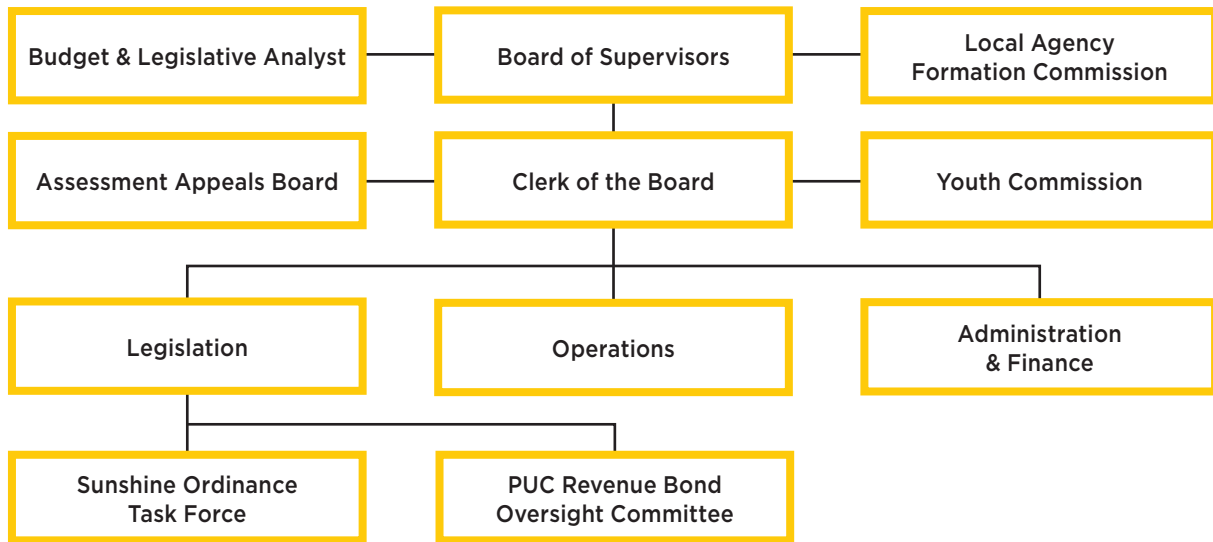 Budget & Legislative Analyst
Board of Supervisors
Local Agency
Formation Commission
Assessment Appeals Board
Clerk of the Board
Youth Commission
Legislation
Operations
Administration
& Finance
Sunshine Ordinance
Task Force
PUC Revenue Bond
Oversight Committee